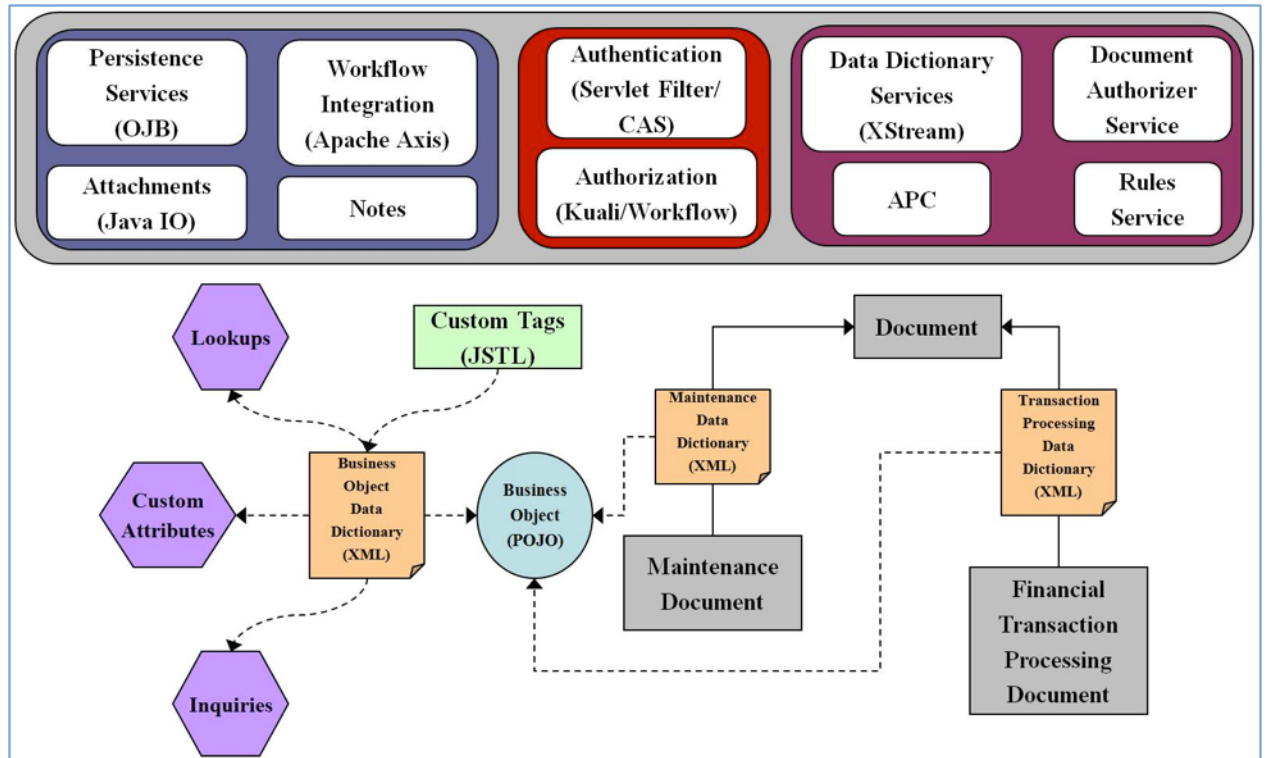 Persistence
Services
(OJB)
Workflow
Integration
(Apache Axis)
Attachments
(Java IO)
Notes
Authentication
(Servlet Filter/
CAS)
Authorization
(Kuali/Workflow)
Data Dictionary
Services
(XStream)
Document
Authorizer
Service
APC
Rules
Service
Lookups
Custom Tags
(JSTL)
Document
Maintenance
Data
Dictionary
(XML)
Transaction
Processing
Data
Dictionary
(XML)
Custom
Attributes
Business
Object
Data
Dictionary
(XML)
Business
Object
(POJO)
Maintenance
Document
Financial
Transaction
Processing
Document
Inquiries